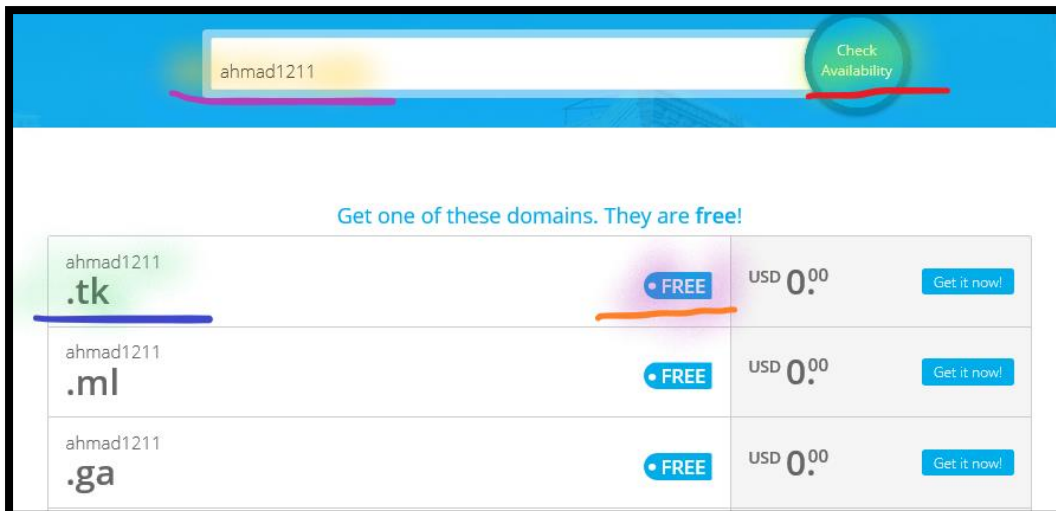 ahmad1211
Check
Availability
Get one of these domains. They are free!
ahmad1211
.tk
FREE
USD 0.00
Get it now!
ahmad1211
.ml
FREE
USD 0.00
Get it now!
ahmad1211
.ga
FREE
USD 0.00
Get it now!